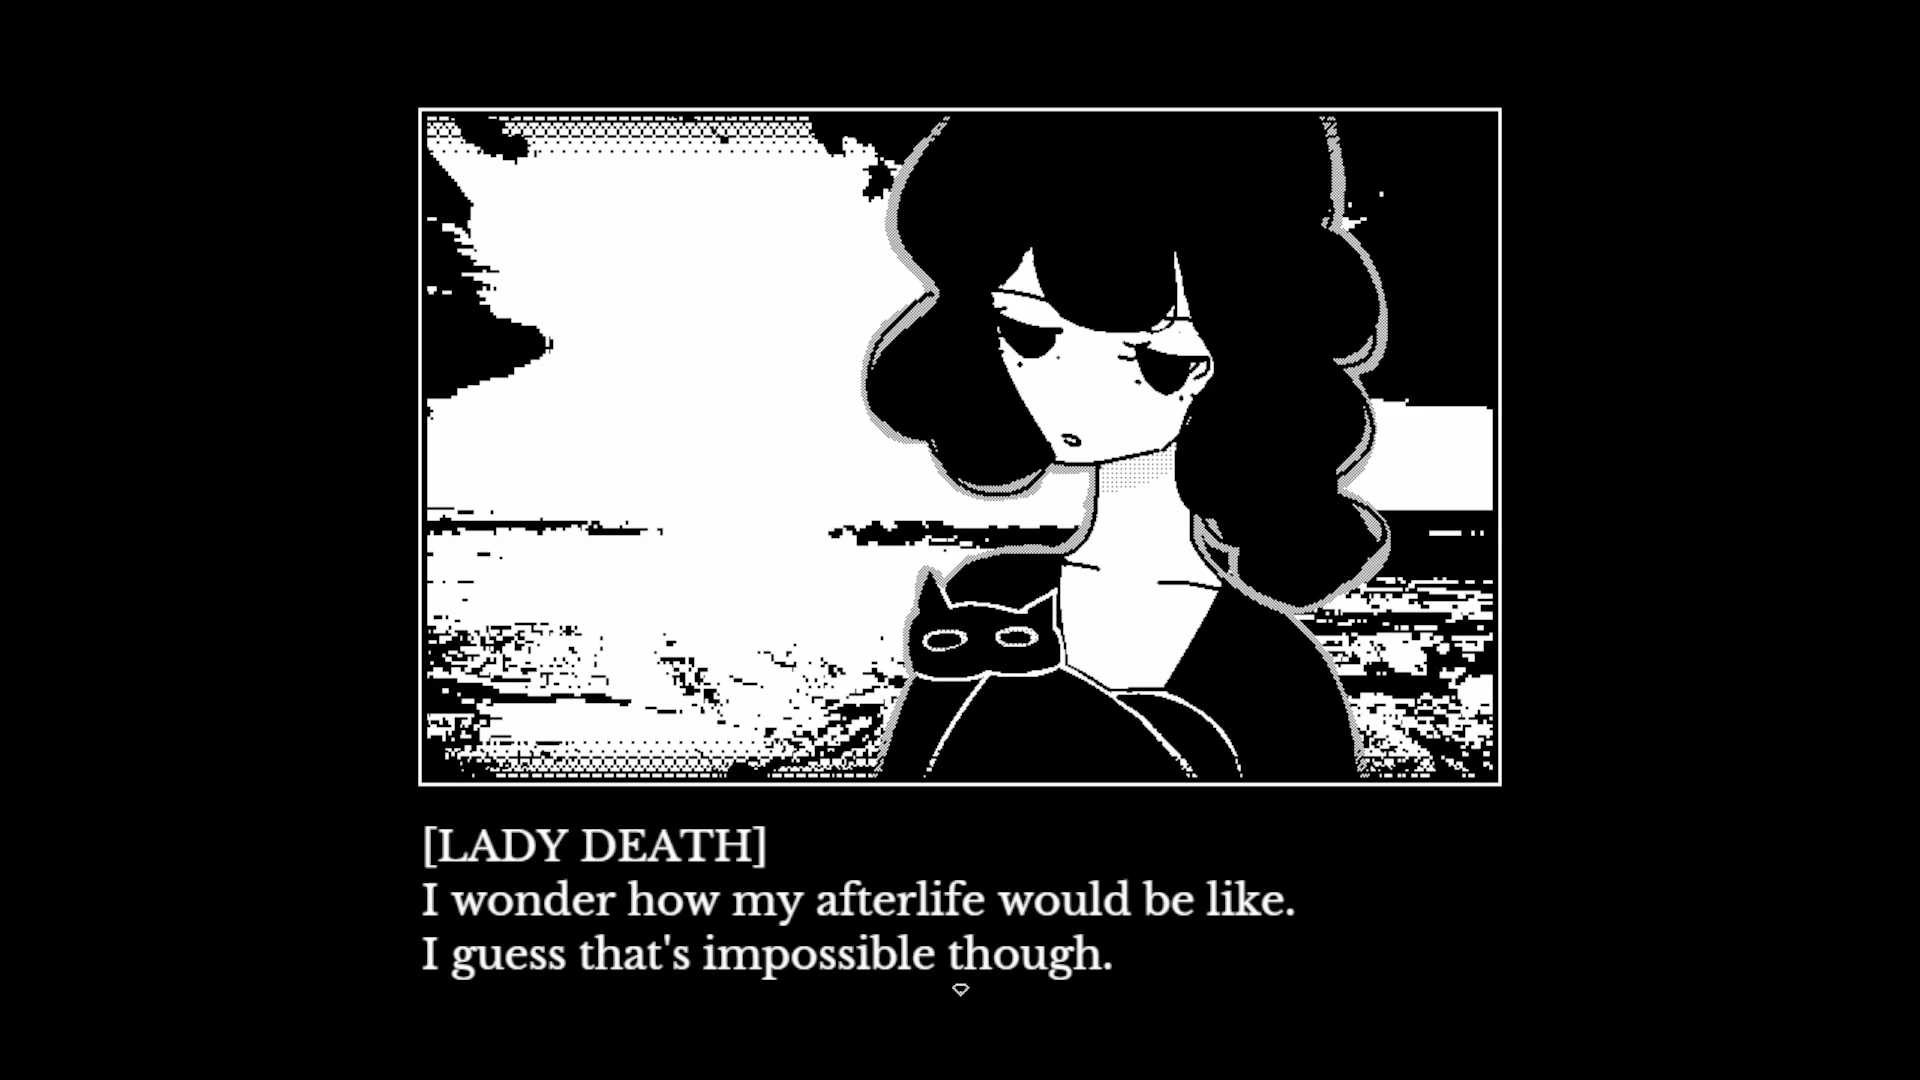 [LADY DEATH]
I wonder how my afterlife would be like.
I guess that's impossible though.